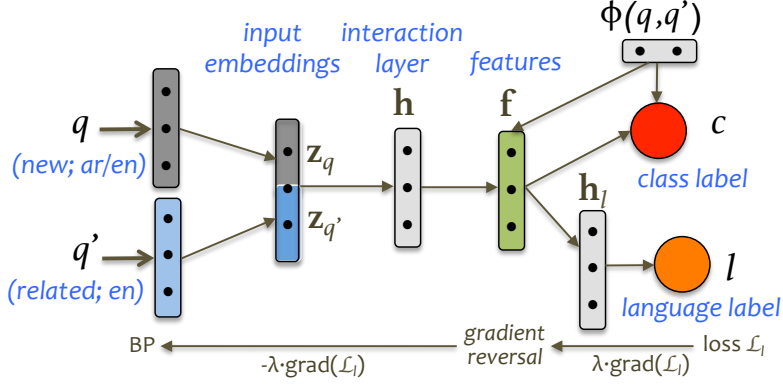 ϕ(q,q')
input embeddings
interaction layer
features
h
f
q
(new; ar/en)
z_q
c
class label
z_q'
h_l
q'
(related; en)
l
language label
BP
-λ·grad(ℒ_l)
gradient reversal
λ·grad(ℒ_l)
loss ℒ_l